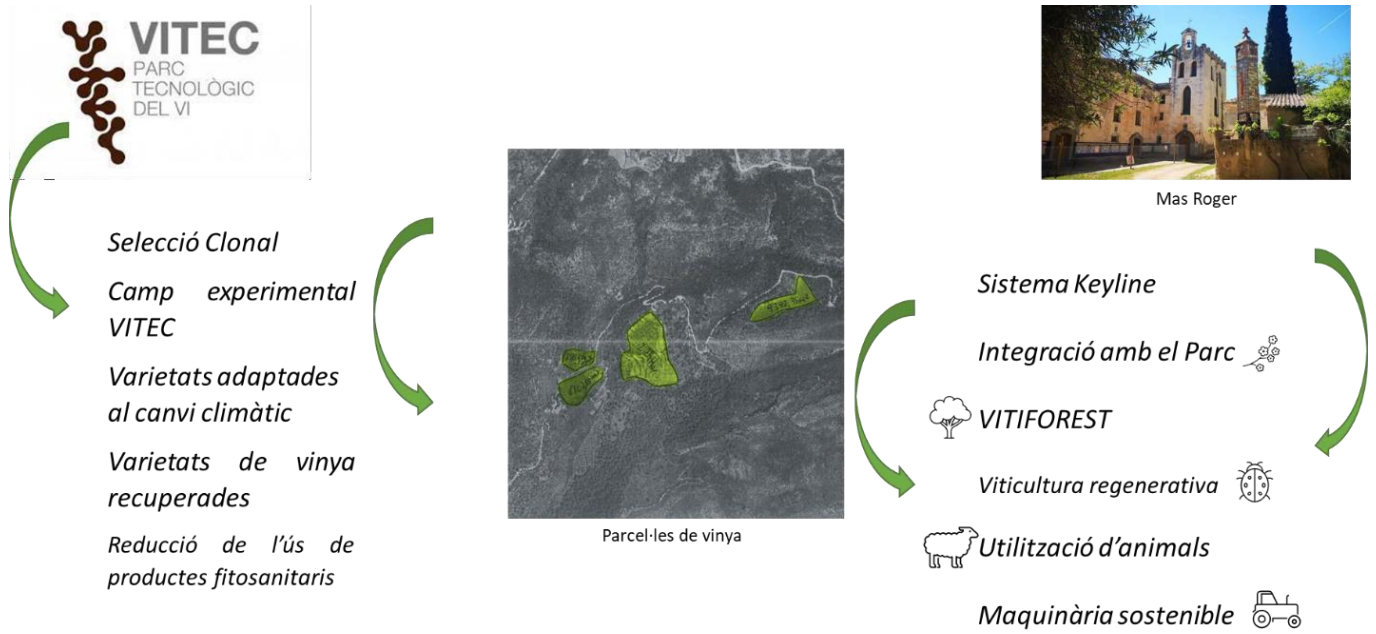 VITEC
PARC
TECNOLÒGIC
DEL VI
Selecció Clonal
Camp experimental
VITEC
Varietats adaptades
al canvi climàtic
Varietats de vinya
recuperades
Reducció de l'ús de
productes fitosanitaris
Parcel·les de vinya
Mas Roger
Sistema Keyline
Integració amb el Parc
VITIFOREST
Viticultura regenerativa
Utilització d'animals
Maquinària sostenible